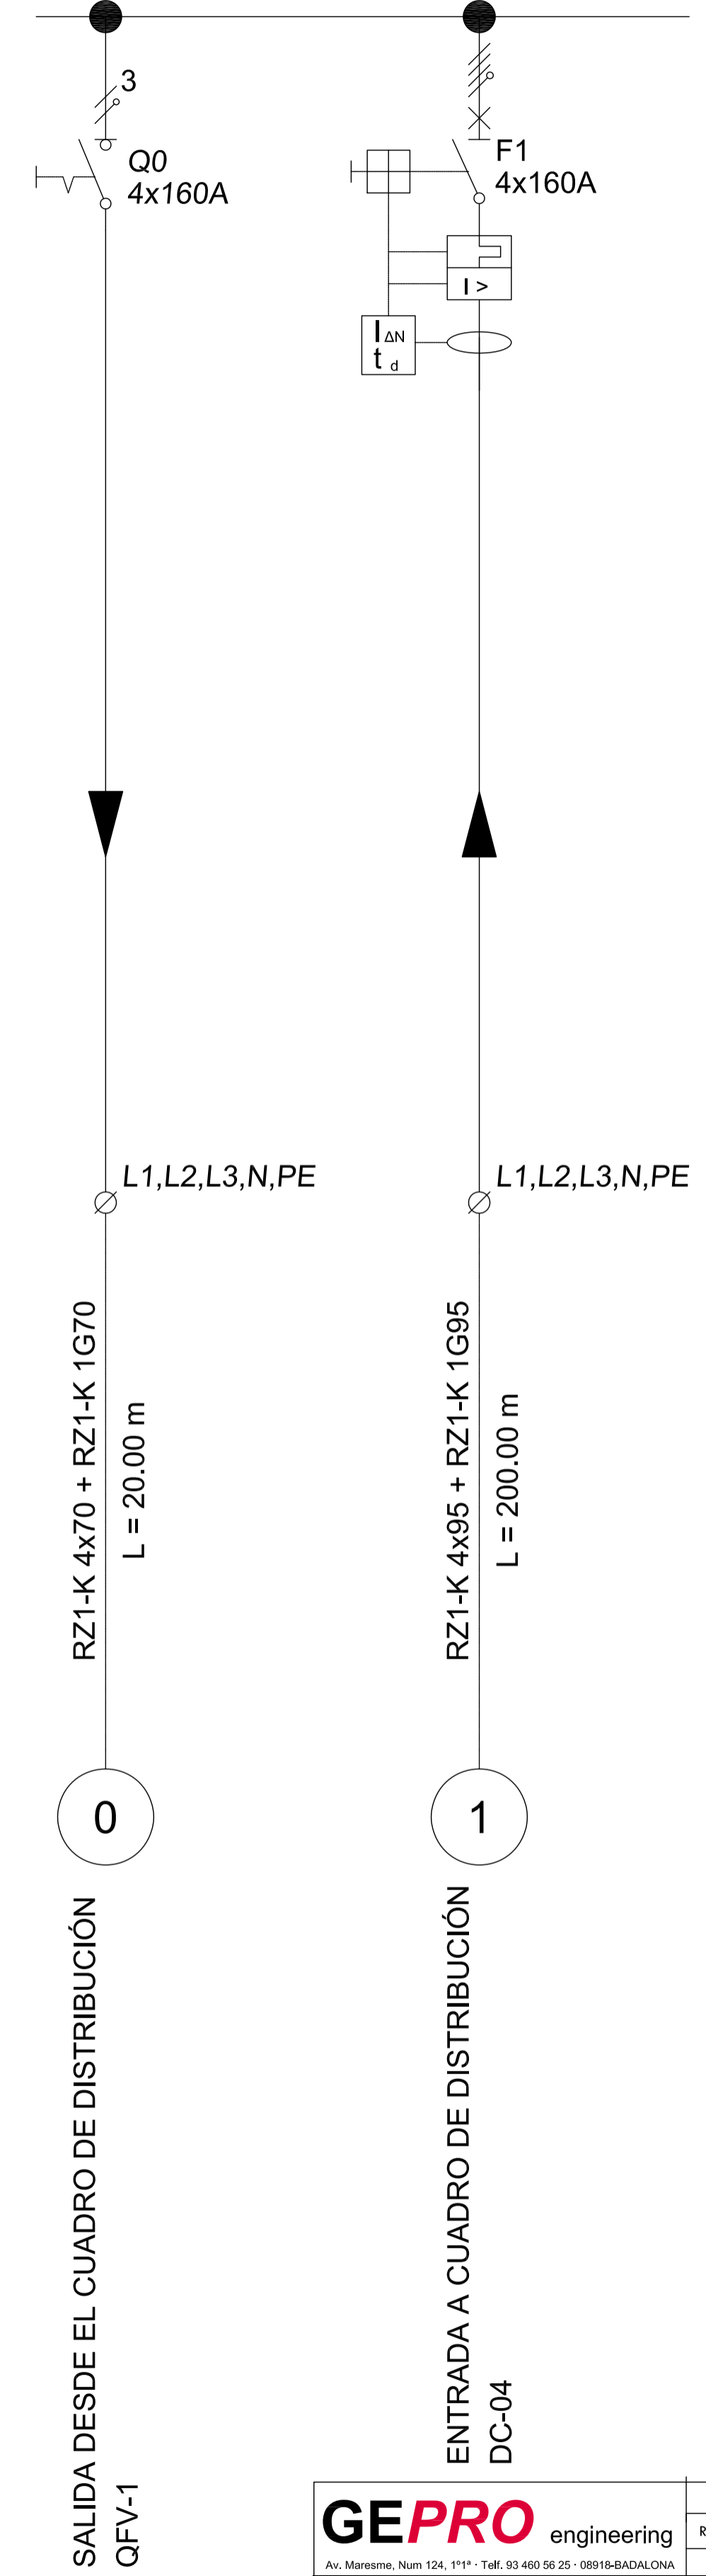 3
Q0
4x160A
F1
4x160A
I >
I ΔN
t d
L1,L2,L3,N,PE
L1,L2,L3,N,PE
RZ1-K 4x70 + RZ1-K 1G70
L = 20.00 m
RZ1-K 4x95 + RZ1-K 1G95
L = 200.00 m
0
1
SALIDA DESDE EL CUADRO DE DISTRIBUCIÓN
QFV-1
ENTRADA A CUADRO DE DISTRIBUCIÓN
DC-04
GEPRO engineering
R
Av. Maresme, Num 124, 1º1ª · Telf. 93 460 56 25 · 08918-BADALONA